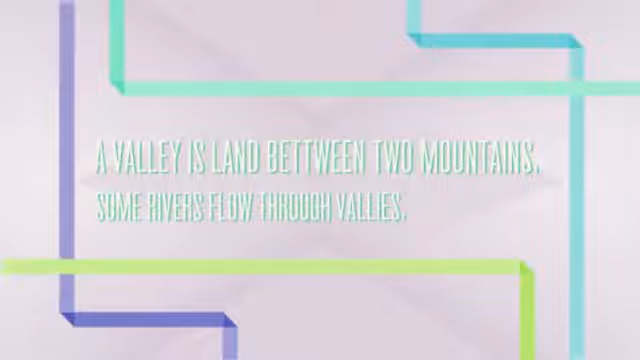 A VALLEY IS LAND BETTWEEN TWO MOUNTAINS.
SOME RIVERS FLOW THROUGH VALLIES.